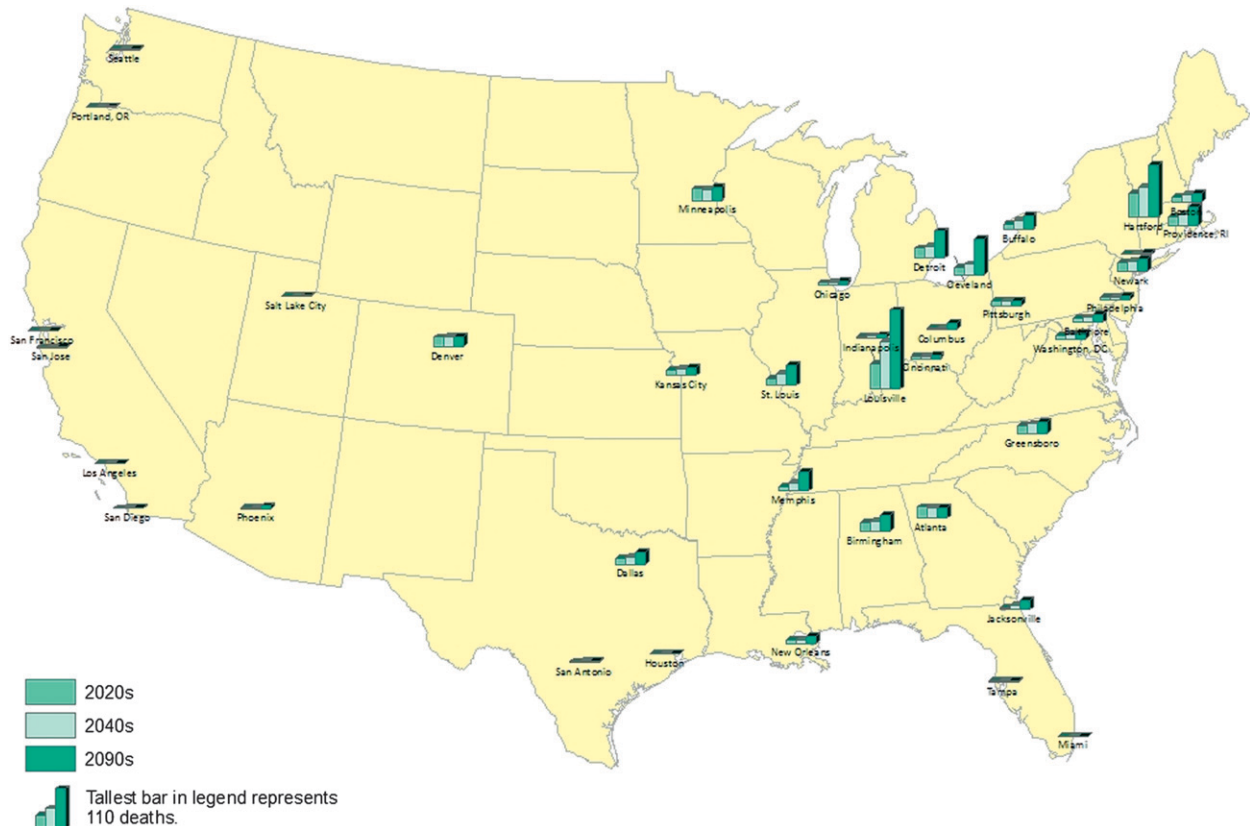 Seattle
Portland, OR
Minneapolis
Boston
Hartford
Providence, RI
Buffalo
Detroit
Cleveland
Newark
Chicago
Salt Lake City
Philadelphia
Pittsburgh
Baltimore
San Francisco
Columbus
Indianapolis
Washington, DC
San Jose
Denver
Cincinnati
Kansas City
St. Louis
Louisville
Greensboro
Los Angeles
Memphis
San Diego
Phoenix
Atlanta
Birmingham
Dallas
Jacksonville
New Orleans
Houston
San Antonio
Tampa
2020s
2040s
Miami
2090s
Tallest bar in legend represents
110 deaths.